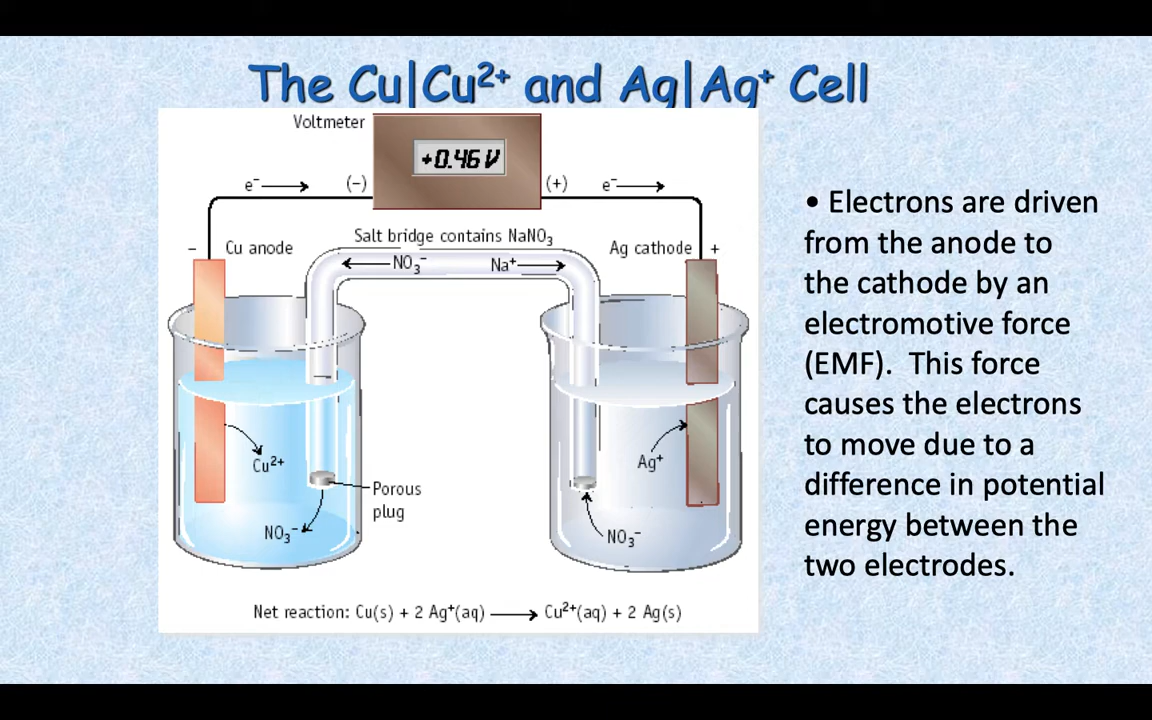 The Cu|Cu²⁺ and Ag|Ag⁺ Cell
Voltmeter
+0.46 V
e⁻
(−)
(+)
e⁻
−
Cu anode
Salt bridge contains NaNO₃
Ag cathode
+
NO₃⁻
Na⁺
Cu²⁺
Ag⁺
Porous
plug
NO₃⁻
NO₃⁻
Net reaction: Cu(s) + 2 Ag⁺(aq) ⟶ Cu²⁺(aq) + 2 Ag(s)
• Electrons are driven
from the anode to
the cathode by an
electromotive force
(EMF). This force
causes the electrons
to move due to a
difference in potential
energy between the
two electrodes.